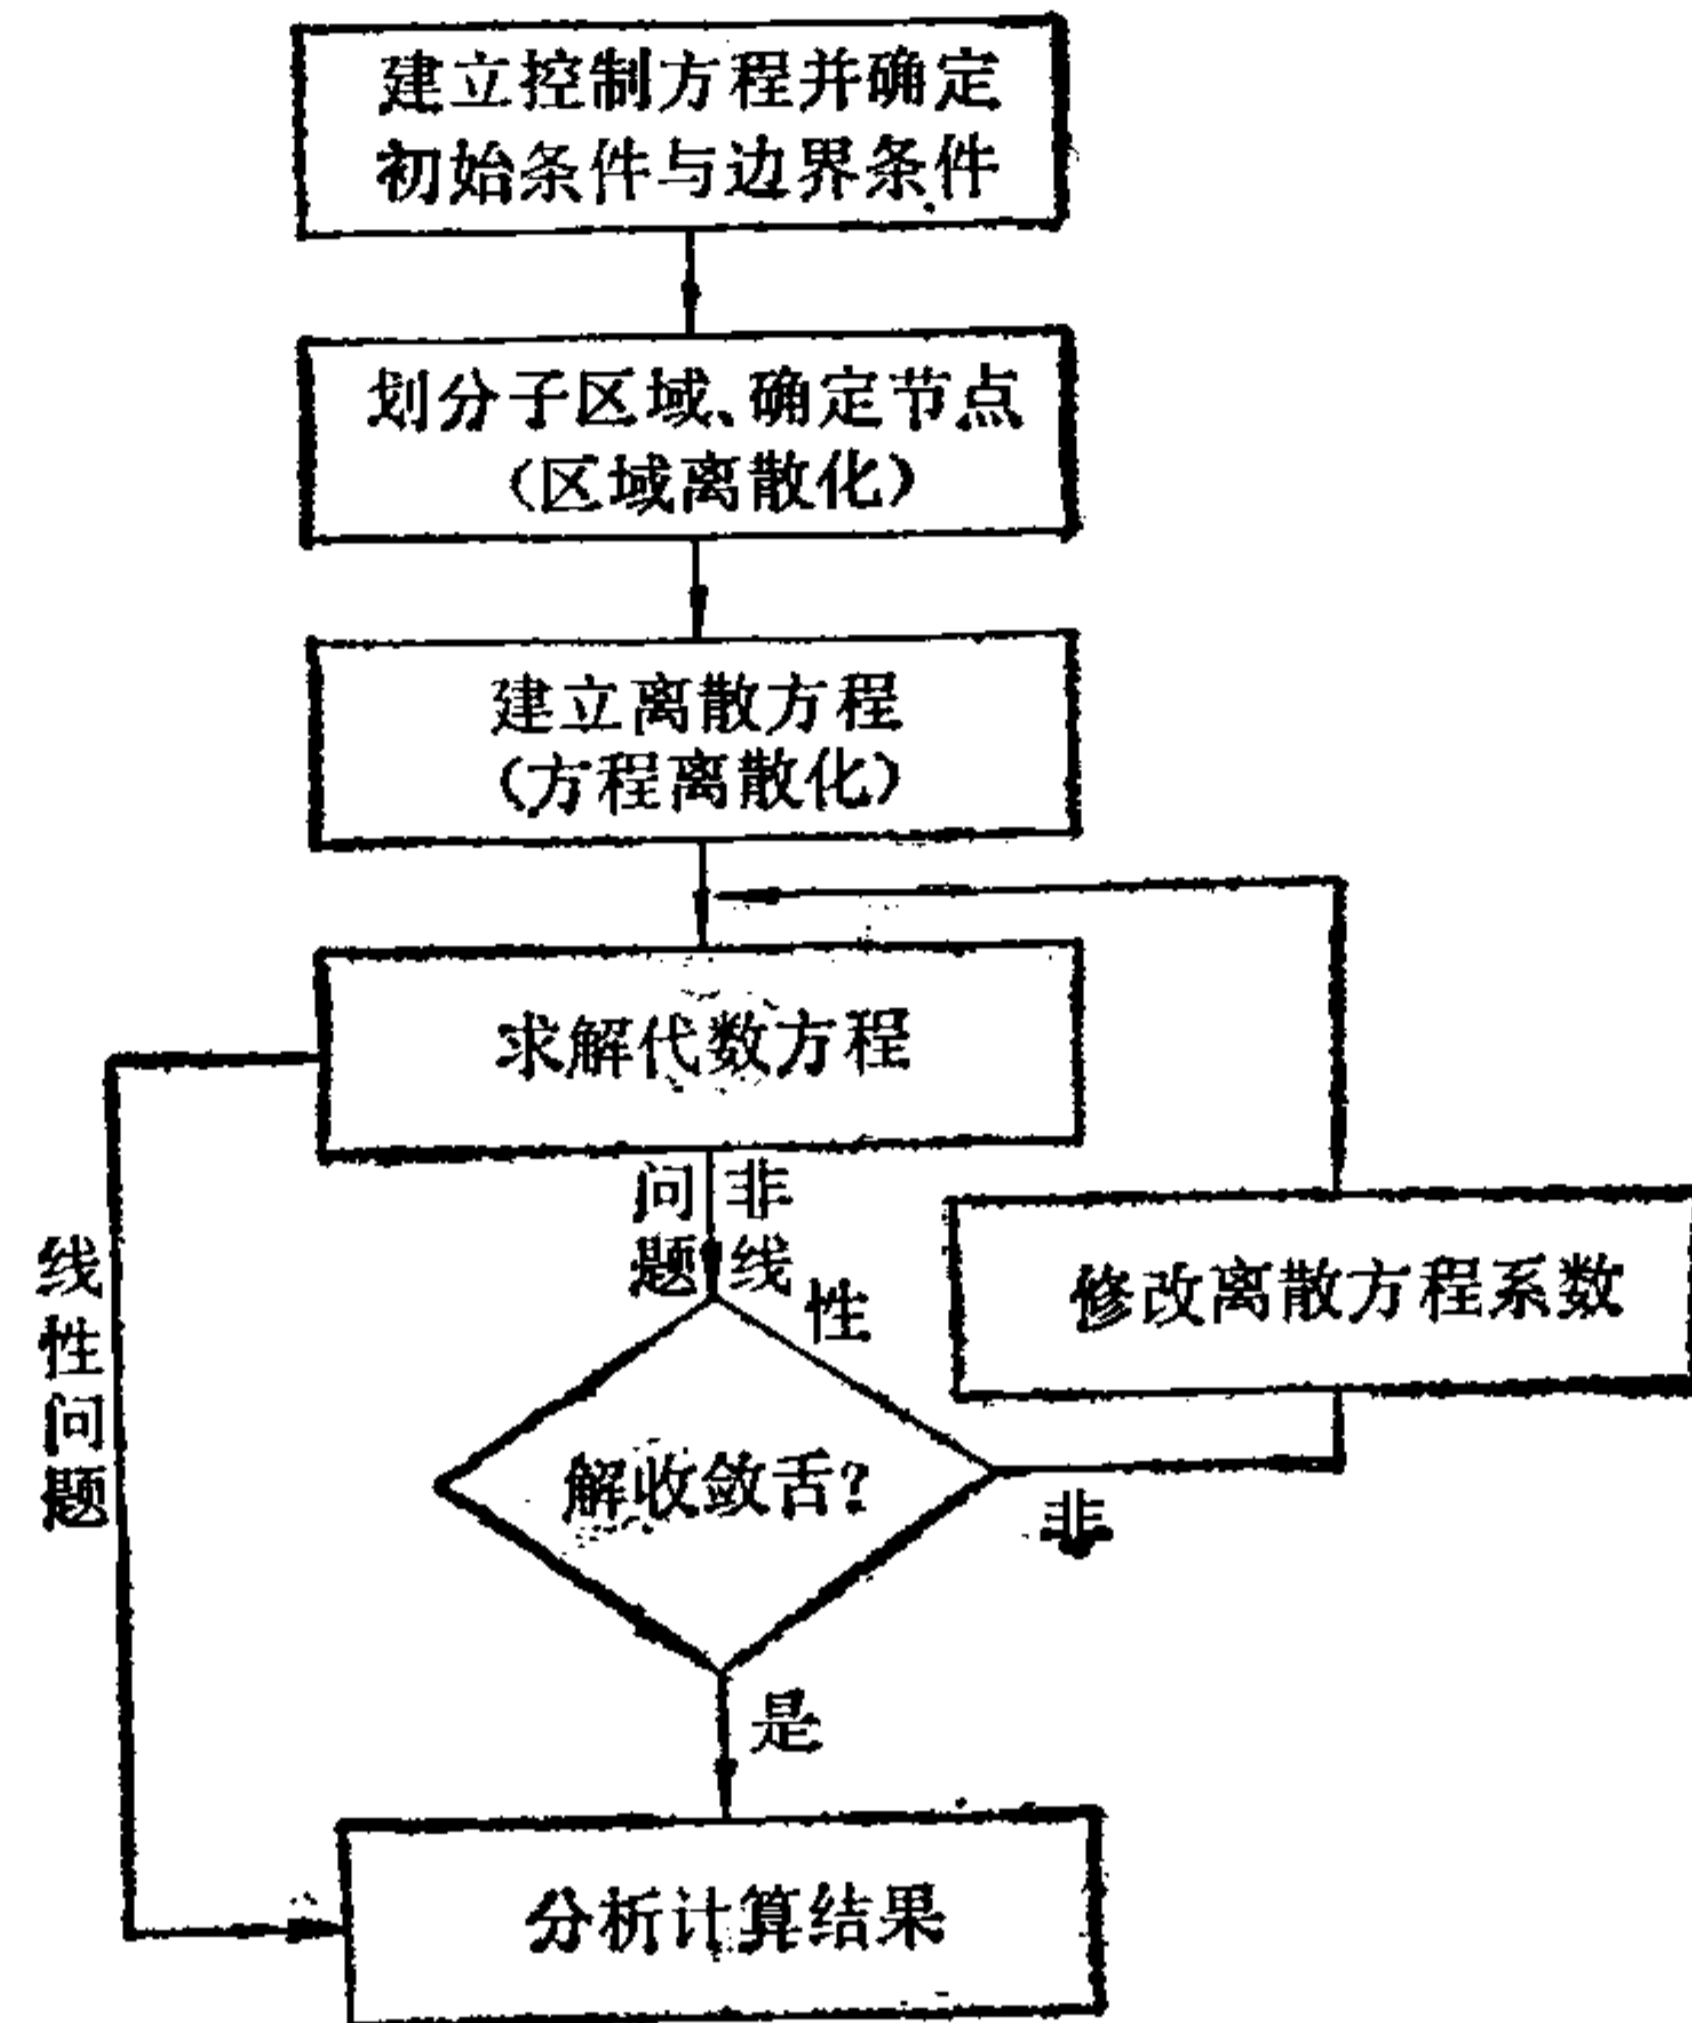 建立控制方程并确定
初始条件与边界条件
划分子区域、确定节点
(区域离散化)
建立离散方程
(方程离散化)
求解代数方程
非线性
问题
线性问题
修改离散方程系数
解收敛舌?
非
是
分析计算结果